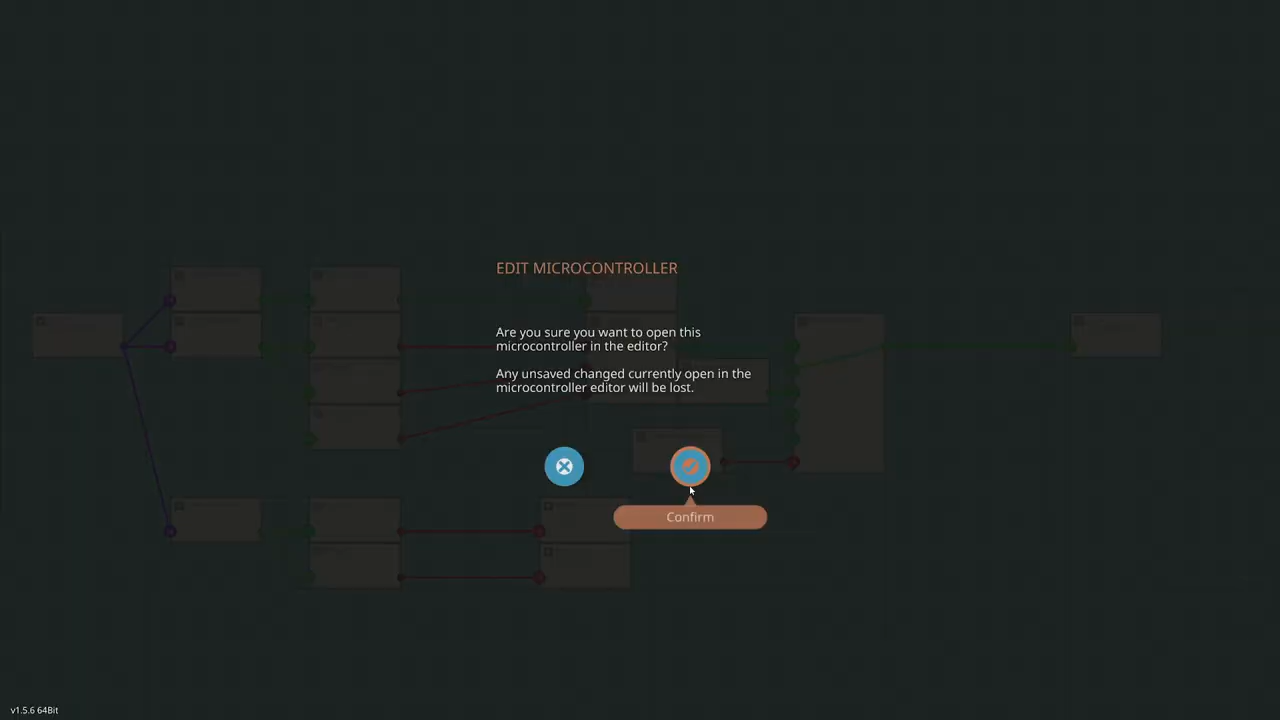 EDIT MICROCONTROLLER
Are you sure you want to open this
microcontroller in the editor?
Any unsaved changed currently open in the
microcontroller editor will be lost.
Confirm
v1.5.6 64Bit